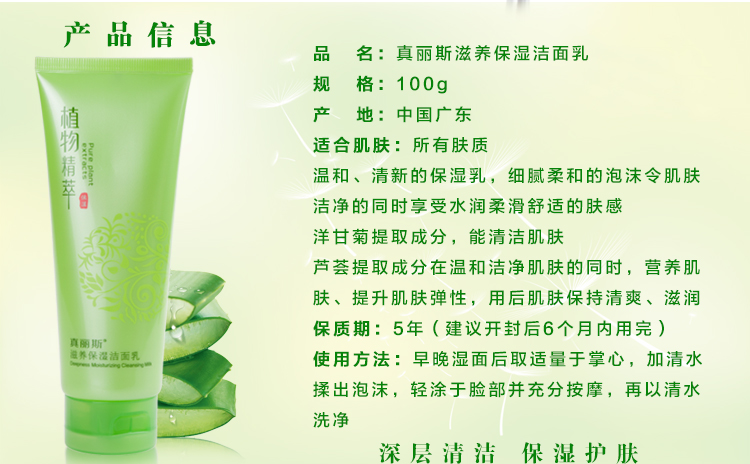 产品信息
品 名：真丽斯滋养保湿洁面乳
规 格：100g
产 地：中国广东
适合肌肤：所有肤质
温和、清新的保湿乳，细腻柔和的泡沫令肌肤
洁净的同时享受水润柔滑舒适的肤感
洋甘菊提取成分，能清洁肌肤
芦荟提取成分在温和洁净肌肤的同时，营养肌
肤、提升肌肤弹性，用后肌肤保持清爽、滋润
保质期：5年（建议开封后6个月内用完）
使用方法：早晚湿面后取适量于掌心，加清水
揉出泡沫，轻涂于脸部并充分按摩，再以清水
洗净
深层清洁 保湿护肤
植物精萃
Pure plant
extracts
真丽斯
滋养保湿洁面乳
Deepness Moisturizing Cleansing Milk